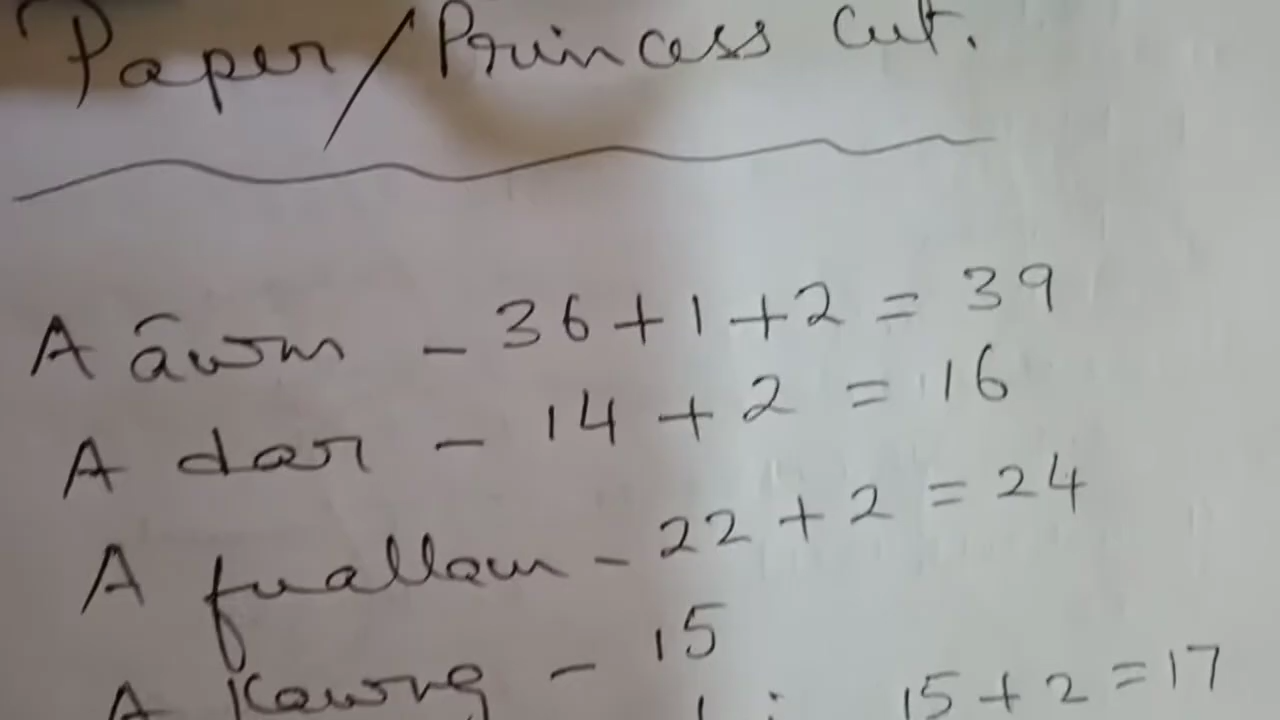 Paper/Princess cut.
A âwm - 36+1+2 = 39
A dar - 14 + 2 = 16
A fuallam - 22 + 2 = 24
A Kawng - 15
15 + 2 = 17